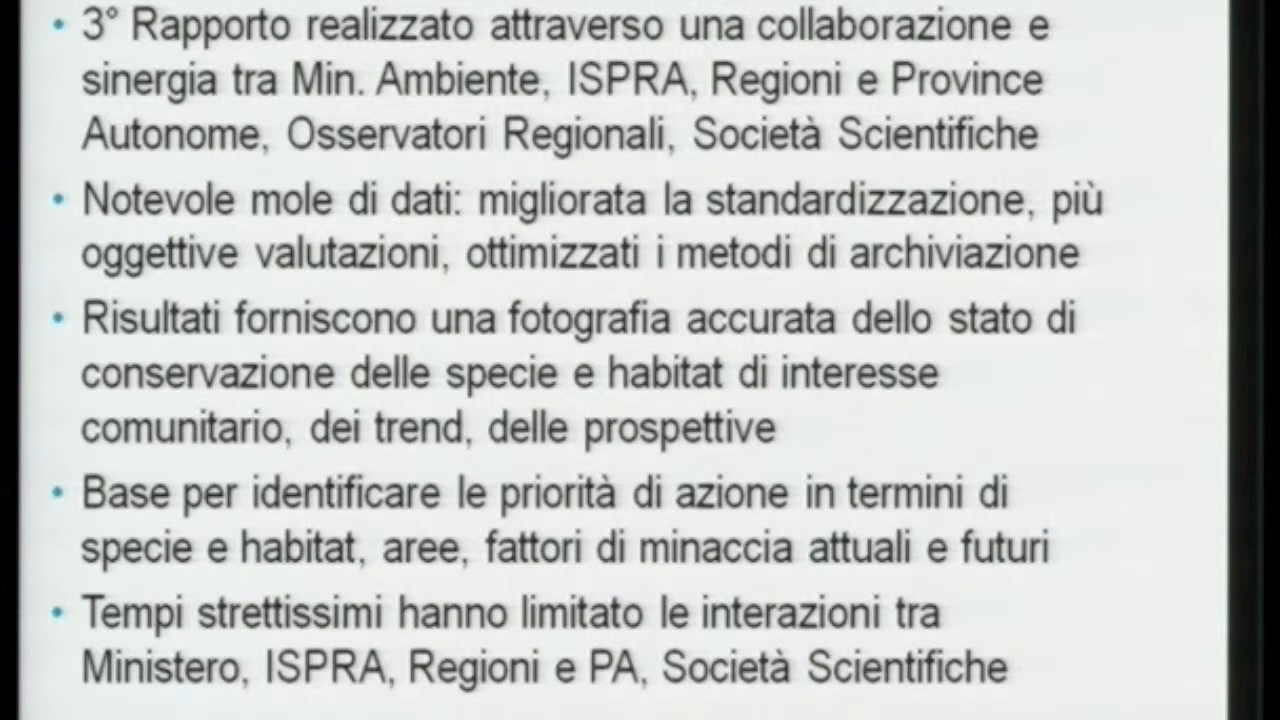 • 3° Rapporto realizzato attraverso una collaborazione e
sinergia tra Min. Ambiente, ISPRA, Regioni e Province
Autonome, Osservatori Regionali, Società Scientifiche
• Notevole mole di dati: migliorata la standardizzazione, più
oggettive valutazioni, ottimizzati i metodi di archiviazione
• Risultati forniscono una fotografia accurata dello stato di
conservazione delle specie e habitat di interesse
comunitario, dei trend, delle prospettive
• Base per identificare le priorità di azione in termini di
specie e habitat, aree, fattori di minaccia attuali e futuri
• Tempi strettissimi hanno limitato le interazioni tra
Ministero, ISPRA, Regioni e PA, Società Scientifiche